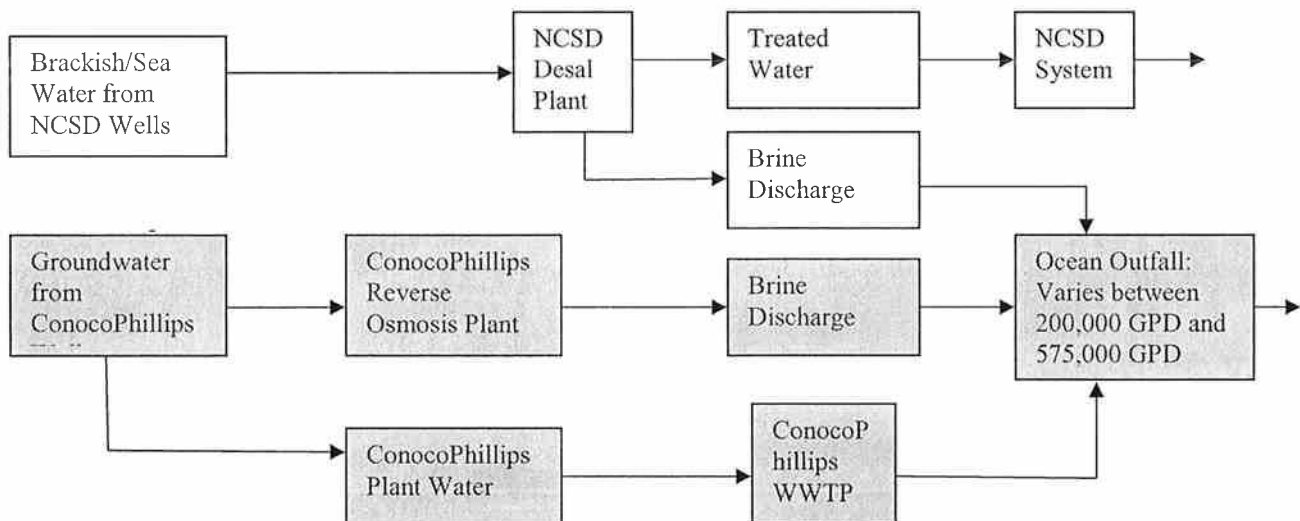 Brackish/Sea
Water from
NCSD Wells
NCSD
Desal
Plant
Treated
Water
NCSD
System
Brine
Discharge
Groundwater
from
ConocoPhillips
ConocoPhillips
Reverse
Osmosis Plant
Brine
Discharge
Ocean Outfall:
Varies between
200,000 GPD and
575,000 GPD
ConocoPhillips
Plant Water
ConocoP
hillips
WWTP